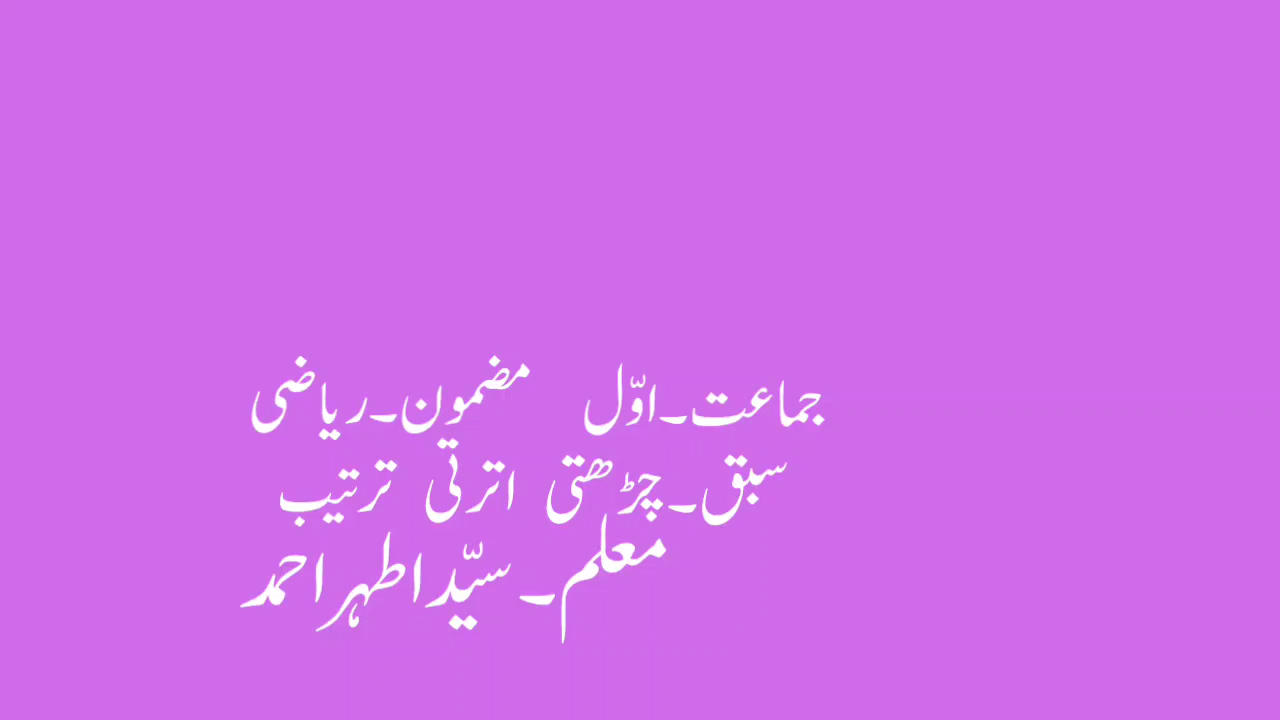 جماعت۔اوّل مضمون۔ریاضی
سبق۔چڑھتی اترتی ترتیب
معلم۔سیّداطہراحمد